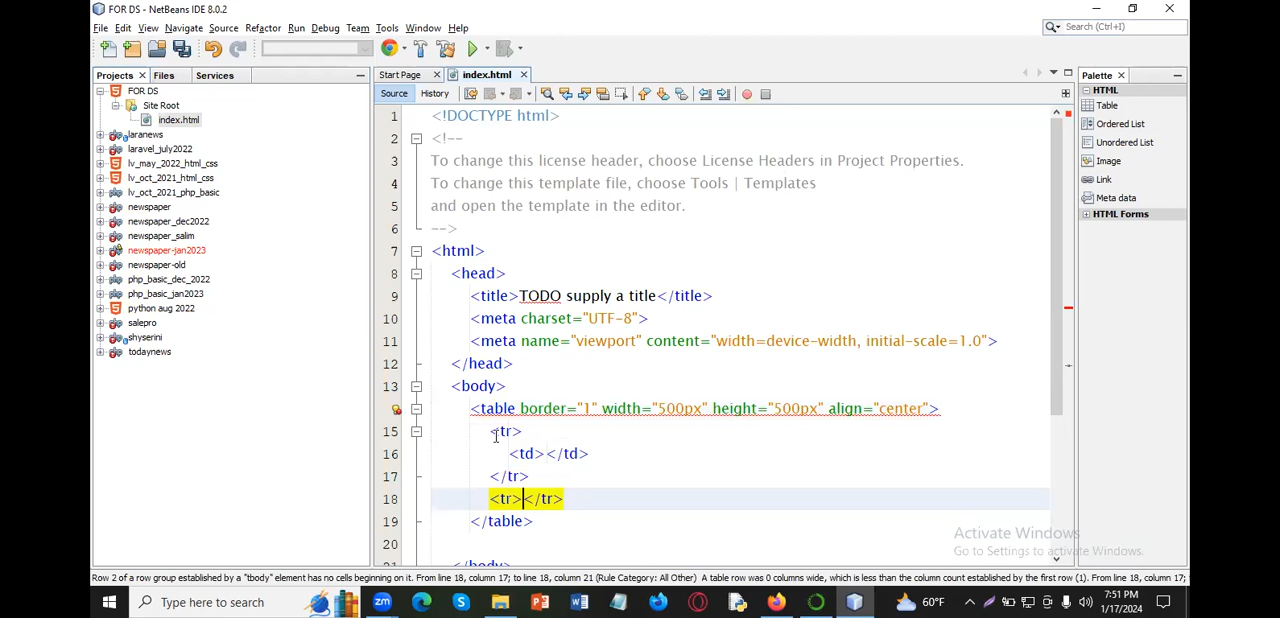 FOR DS - NetBeans IDE 8.0.2
File Edit View Navigate Source Refactor Run Debug Team Tools Window Help
Search (Ctrl+I)
Projects Files Services
Start Page index.html
Palette
Source History
HTML
Table
Ordered List
Unordered List
Image
Link
Meta data
HTML Forms
FOR DS
Site Root
index.html
laranews
laravel_july2022
lv_may_2022_html_css
lv_oct_2021_html_css
lv_oct_2021_php_basic
newspaper
newspaper_dec2022
newspaper_salim
newspaper-jan2023
newspaper-old
php_basic_dec_2022
php_basic_jan2023
python aug 2022
salepro
shyserini
todaynews
1 <!DOCTYPE html>
2 <!--
3 To change this license header, choose License Headers in Project Properties.
4 To change this template file, choose Tools | Templates
5 and open the template in the editor.
6 -->
7 <html>
8 <head>
9 <title>TODO supply a title</title>
10 <meta charset="UTF-8">
11 <meta name="viewport" content="width=device-width, initial-scale=1.0">
12 </head>
13 <body>
<table border="1" width="500px" height="500px" align="center">
15 <tr>
16 <td></td>
17 </tr>
18 <tr></tr>
19 </table>
20
</body>
Activate Windows
Go to Settings to activate Windows.
Row 2 of a row group established by a "tbody" element has no cells beginning on it. From line 18, column 17; to line 18, column 21 (Rule Category: All Other) A table row was 0 columns wide, which is less than the column count established by the first row (1). From line 18, column 17;
Type here to search
zm
60°F
7:51 PM
1/17/2024